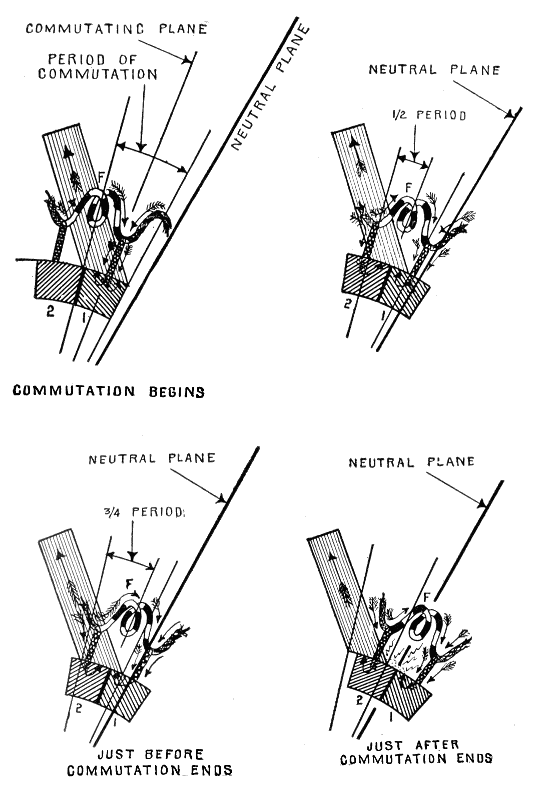 COMMUTATING PLANE
PERIOD OF
COMMUTATION
NEUTRAL PLANE
F
2
1
COMMUTATION BEGINS
NEUTRAL PLANE
1/2 PERIOD
F
2
1
NEUTRAL PLANE
3/4 PERIOD
F
2
1
JUST BEFORE
COMMUTATION ENDS
NEUTRAL PLANE
F
2
1
JUST AFTER
COMMUTATION ENDS